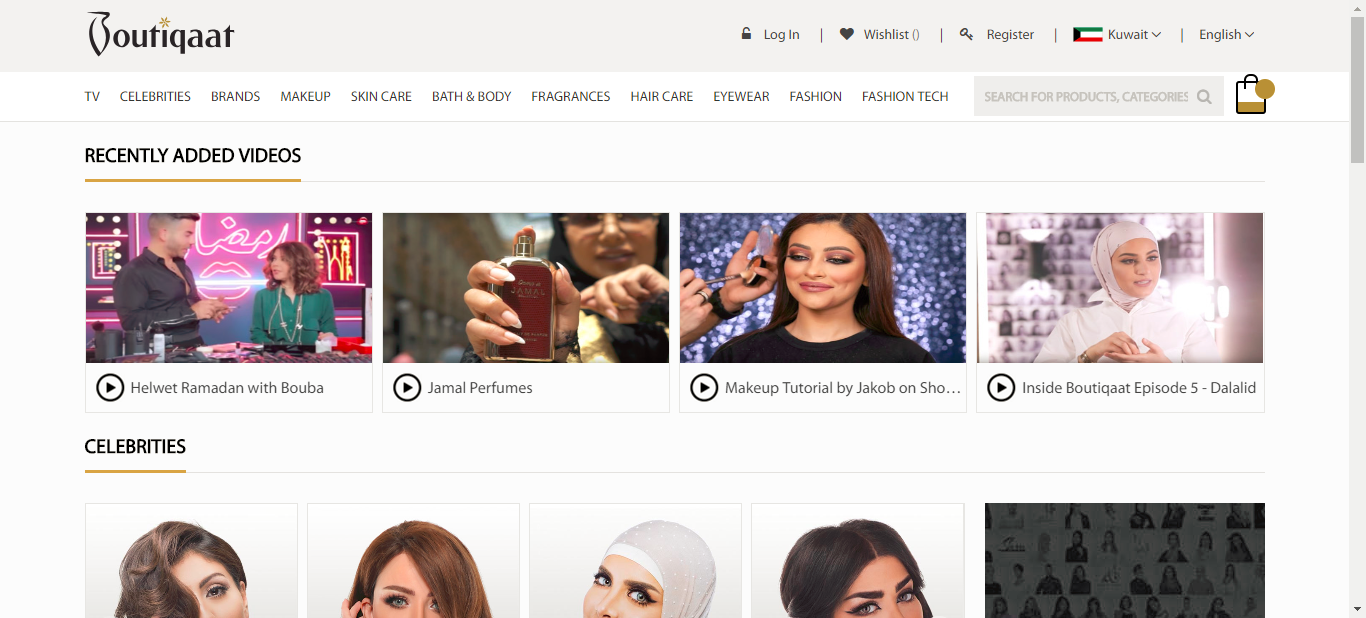 Boutiqaat
Log In | Wishlist () | Register | Kuwait | English
TV CELEBRITIES BRANDS MAKEUP SKIN CARE BATH & BODY FRAGRANCES HAIR CARE EYEWEAR FASHION FASHION TECH SEARCH FOR PRODUCTS, CATEGORIES
RECENTLY ADDED VIDEOS
رمضان
JAMAL
Helwet Ramadan with Bouba
Jamal Perfumes
Makeup Tutorial by Jakob on Sho...
Inside Boutiqaat Episode 5 - Dalalid
CELEBRITIES